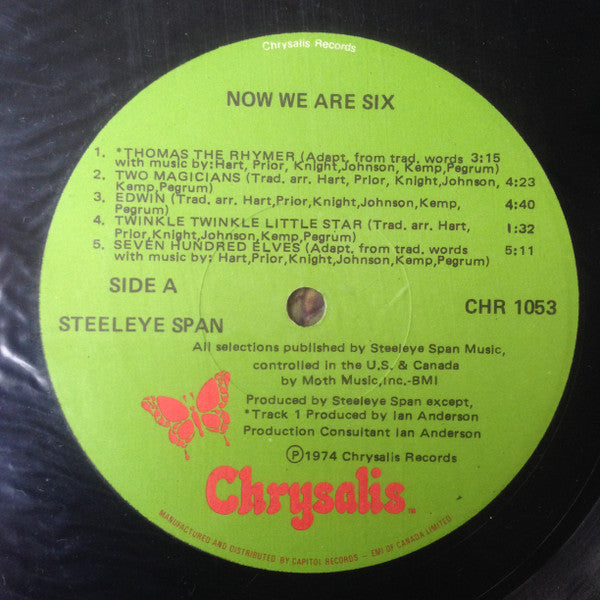 Chrysalis Records
NOW WE ARE SIX
1. *THOMAS THE RHYMER (Adapt. from trad. words 3:15
with music by:Hart, Prior, Knight,Johnson,Kemp,Pegrum)
2. TWO MAGICIANS (Trad. arr. Hart, Prior, Knight,Johnson, 4:23
Kemp,Pegrum)
3. EDWIN (Trad. arr. Hart,Prior,Knight,Johnson,Kemp, 4:40
Pegrum)
4. TWINKLE TWINKLE LITTLE STAR (Trad. arr. Hart, 1:32
Prior,Knight,Johnson,Kemp,Pegrum)
5. SEVEN HUNDRED ELVES (Adapt. from trad. words 5:11
with music by: Hart,Prior,Knight,Johnson,Kemp,Pegrum)
SIDE A
CHR 1053
STEELEYE SPAN
All selections published by Steeleye Span Music,
controlled in the U.S. & Canada
by Moth Music,inc.-BMI
Produced by Steeleye Span except,
*Track 1 Produced by Ian Anderson
Production Consultant Ian Anderson
Ⓟ1974 Chrysalis Records
Chrysalis™
MANUFACTURED AND DISTRIBUTED BY CAPITOL RECORDS - EMI OF CANADA LIMITED